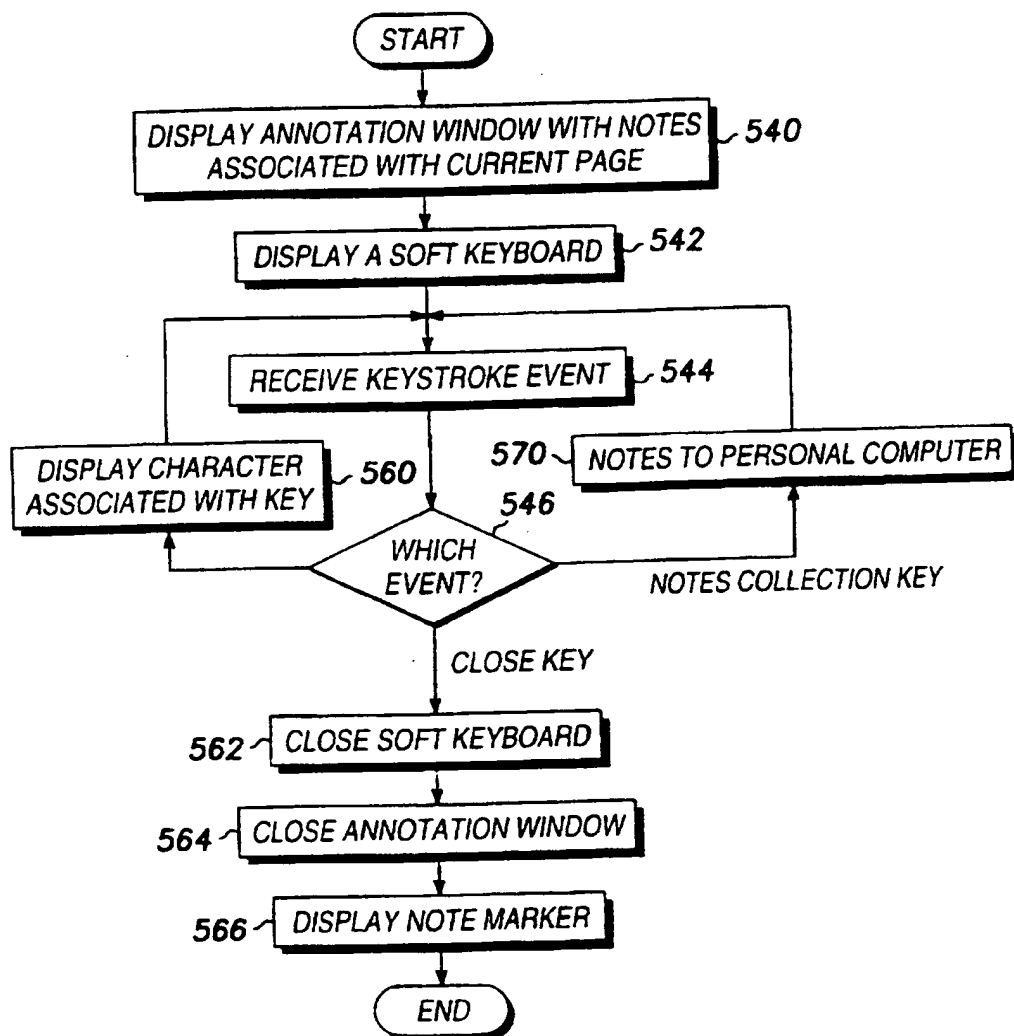 START
DISPLAY ANNOTATION WINDOW WITH NOTES
ASSOCIATED WITH CURRENT PAGE
540
DISPLAY A SOFT KEYBOARD
542
RECEIVE KEYSTROKE EVENT
544
DISPLAY CHARACTER
ASSOCIATED WITH KEY
560
570
NOTES TO PERSONAL COMPUTER
546
WHICH
EVENT?
NOTES COLLECTION KEY
CLOSE KEY
562
CLOSE SOFT KEYBOARD
564
CLOSE ANNOTATION WINDOW
566
DISPLAY NOTE MARKER
END